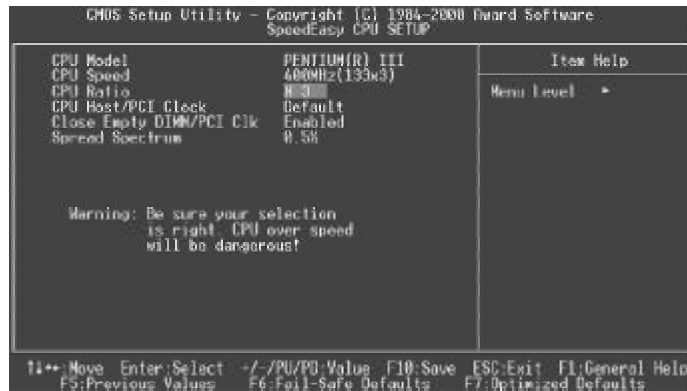 CMOS Setup Utility - Copyright (C) 1984-2000 Award Software
SpeedEasy CPU SETUP
CPU Model PENTIUM(R) III
CPU Speed 400MHz(133x3)
CPU Ratio X 3
CPU Host/PCI Clock Default
Close Empty DIMM/PCI Clk Enabled
Spread Spectrum 0.5%
Item Help
Menu Level ▸
Warning: Be sure your selection
is right. CPU over speed
will be dangerous!
↑↓→←:Move Enter:Select +/-/PU/PD:Value F10:Save ESC:Exit F1:General Help
F5:Previous Values F6:Fail-Safe Defaults F7:Optimized Defaults